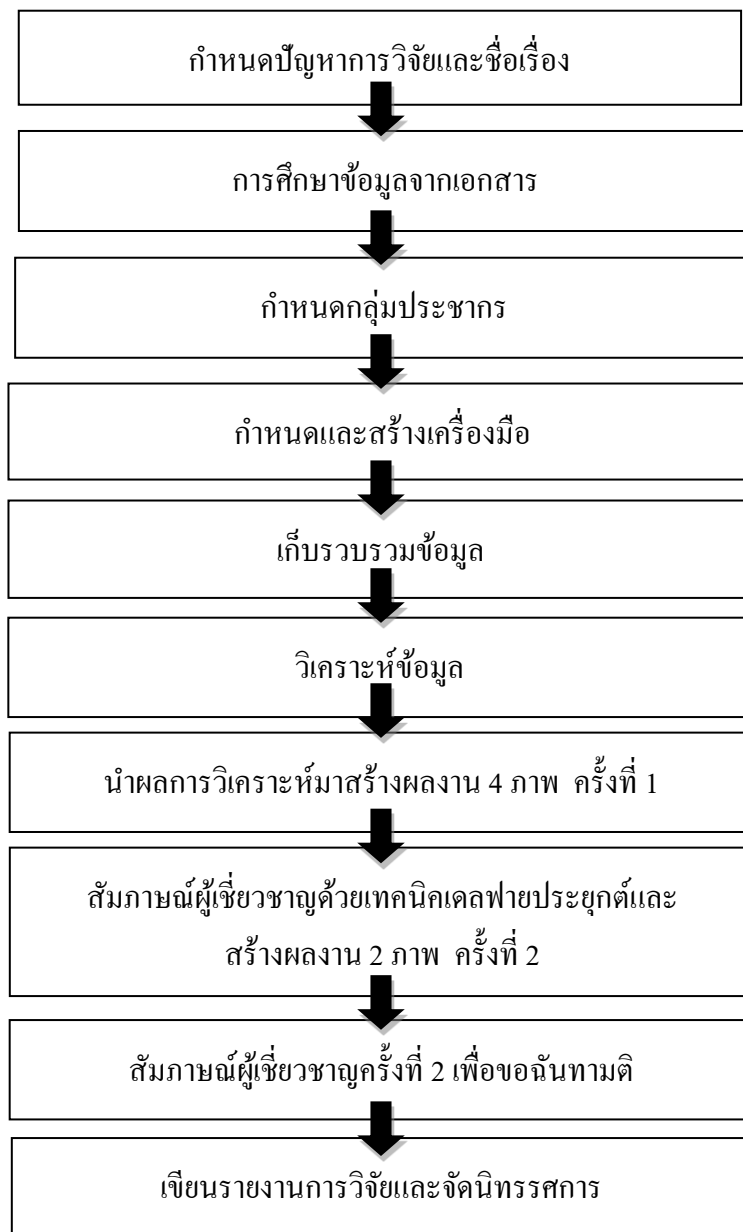 กำหนดปัญหาการวิจัยและชื่อเรื่อง
การศึกษาข้อมูลจากเอกสาร
กำหนดกลุ่มประชากร
กำหนดและสร้างเครื่องมือ
เก็บรวบรวมข้อมูล
วิเคราะห์ข้อมูล
นำผลการวิเคราะห์มาสร้างผลงาน 4 ภาพ ครั้งที่ 1
สัมภาษณ์ผู้เชี่ยวชาญด้วยเทคนิคเดลฟายประยุกต์และ
สร้างผลงาน 2 ภาพ ครั้งที่ 2
สัมภาษณ์ผู้เชี่ยวชาญครั้งที่ 2 เพื่อขอฉันทามติ
เขียนรายงานการวิจัยและจัดนิทรรศการ